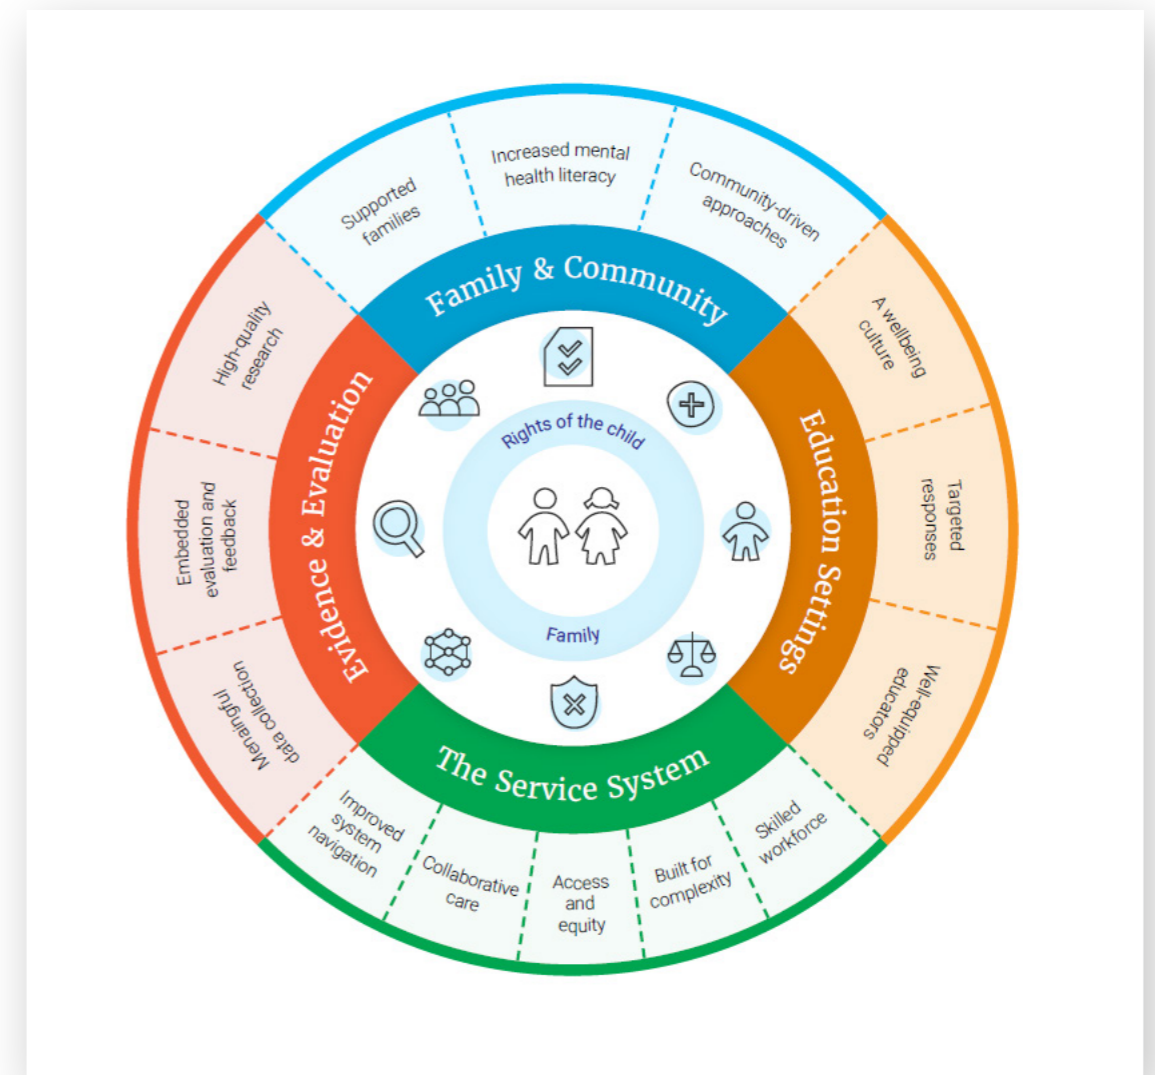 Supported
families
Increased mental
health literacy
Community-driven
approaches
Family & Community
A wellbeing
culture
Targeted
responses
Well-equipped
educators
Education Settings
Skilled
workforce
Built for
complexity
Access
and
equity
Collaborative
care
Improved
system
navigation
The Service System
Menaingful
data collection
Embedded
evaluation and
feedback
High-quality
research
Evidence & Evaluation
Rights of the child
Family